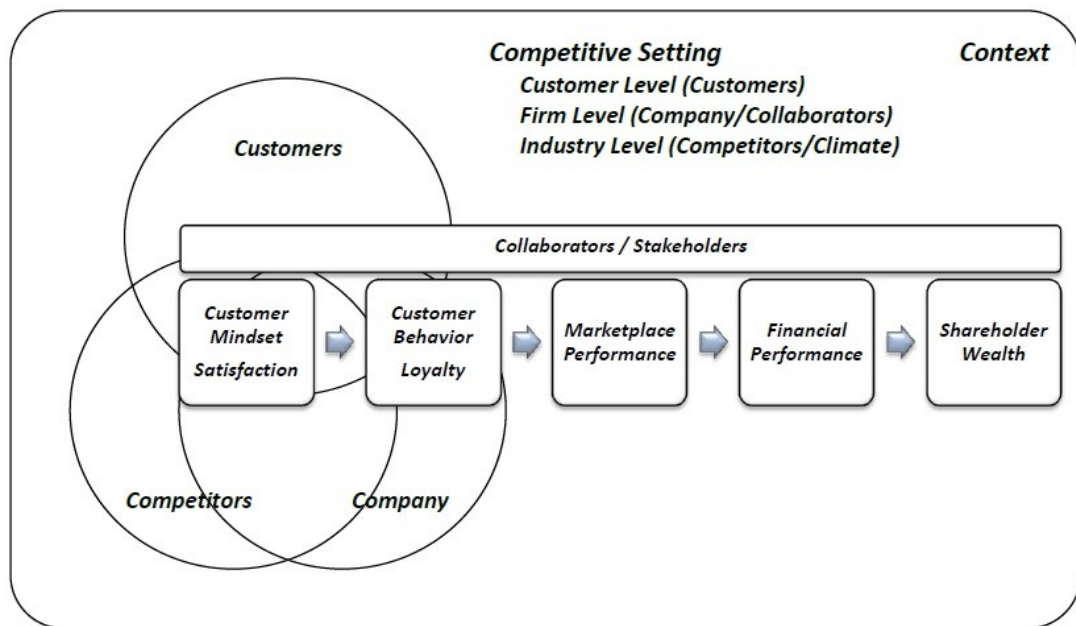 Competitive Setting
Context
Customer Level (Customers)
Firm Level (Company/Collaborators)
Industry Level (Competitors/Climate)
Customers
Collaborators / Stakeholders
Customer
Mindset
Satisfaction
Customer
Behavior
Loyalty
Marketplace
Performance
Financial
Performance
Shareholder
Wealth
Competitors
Company